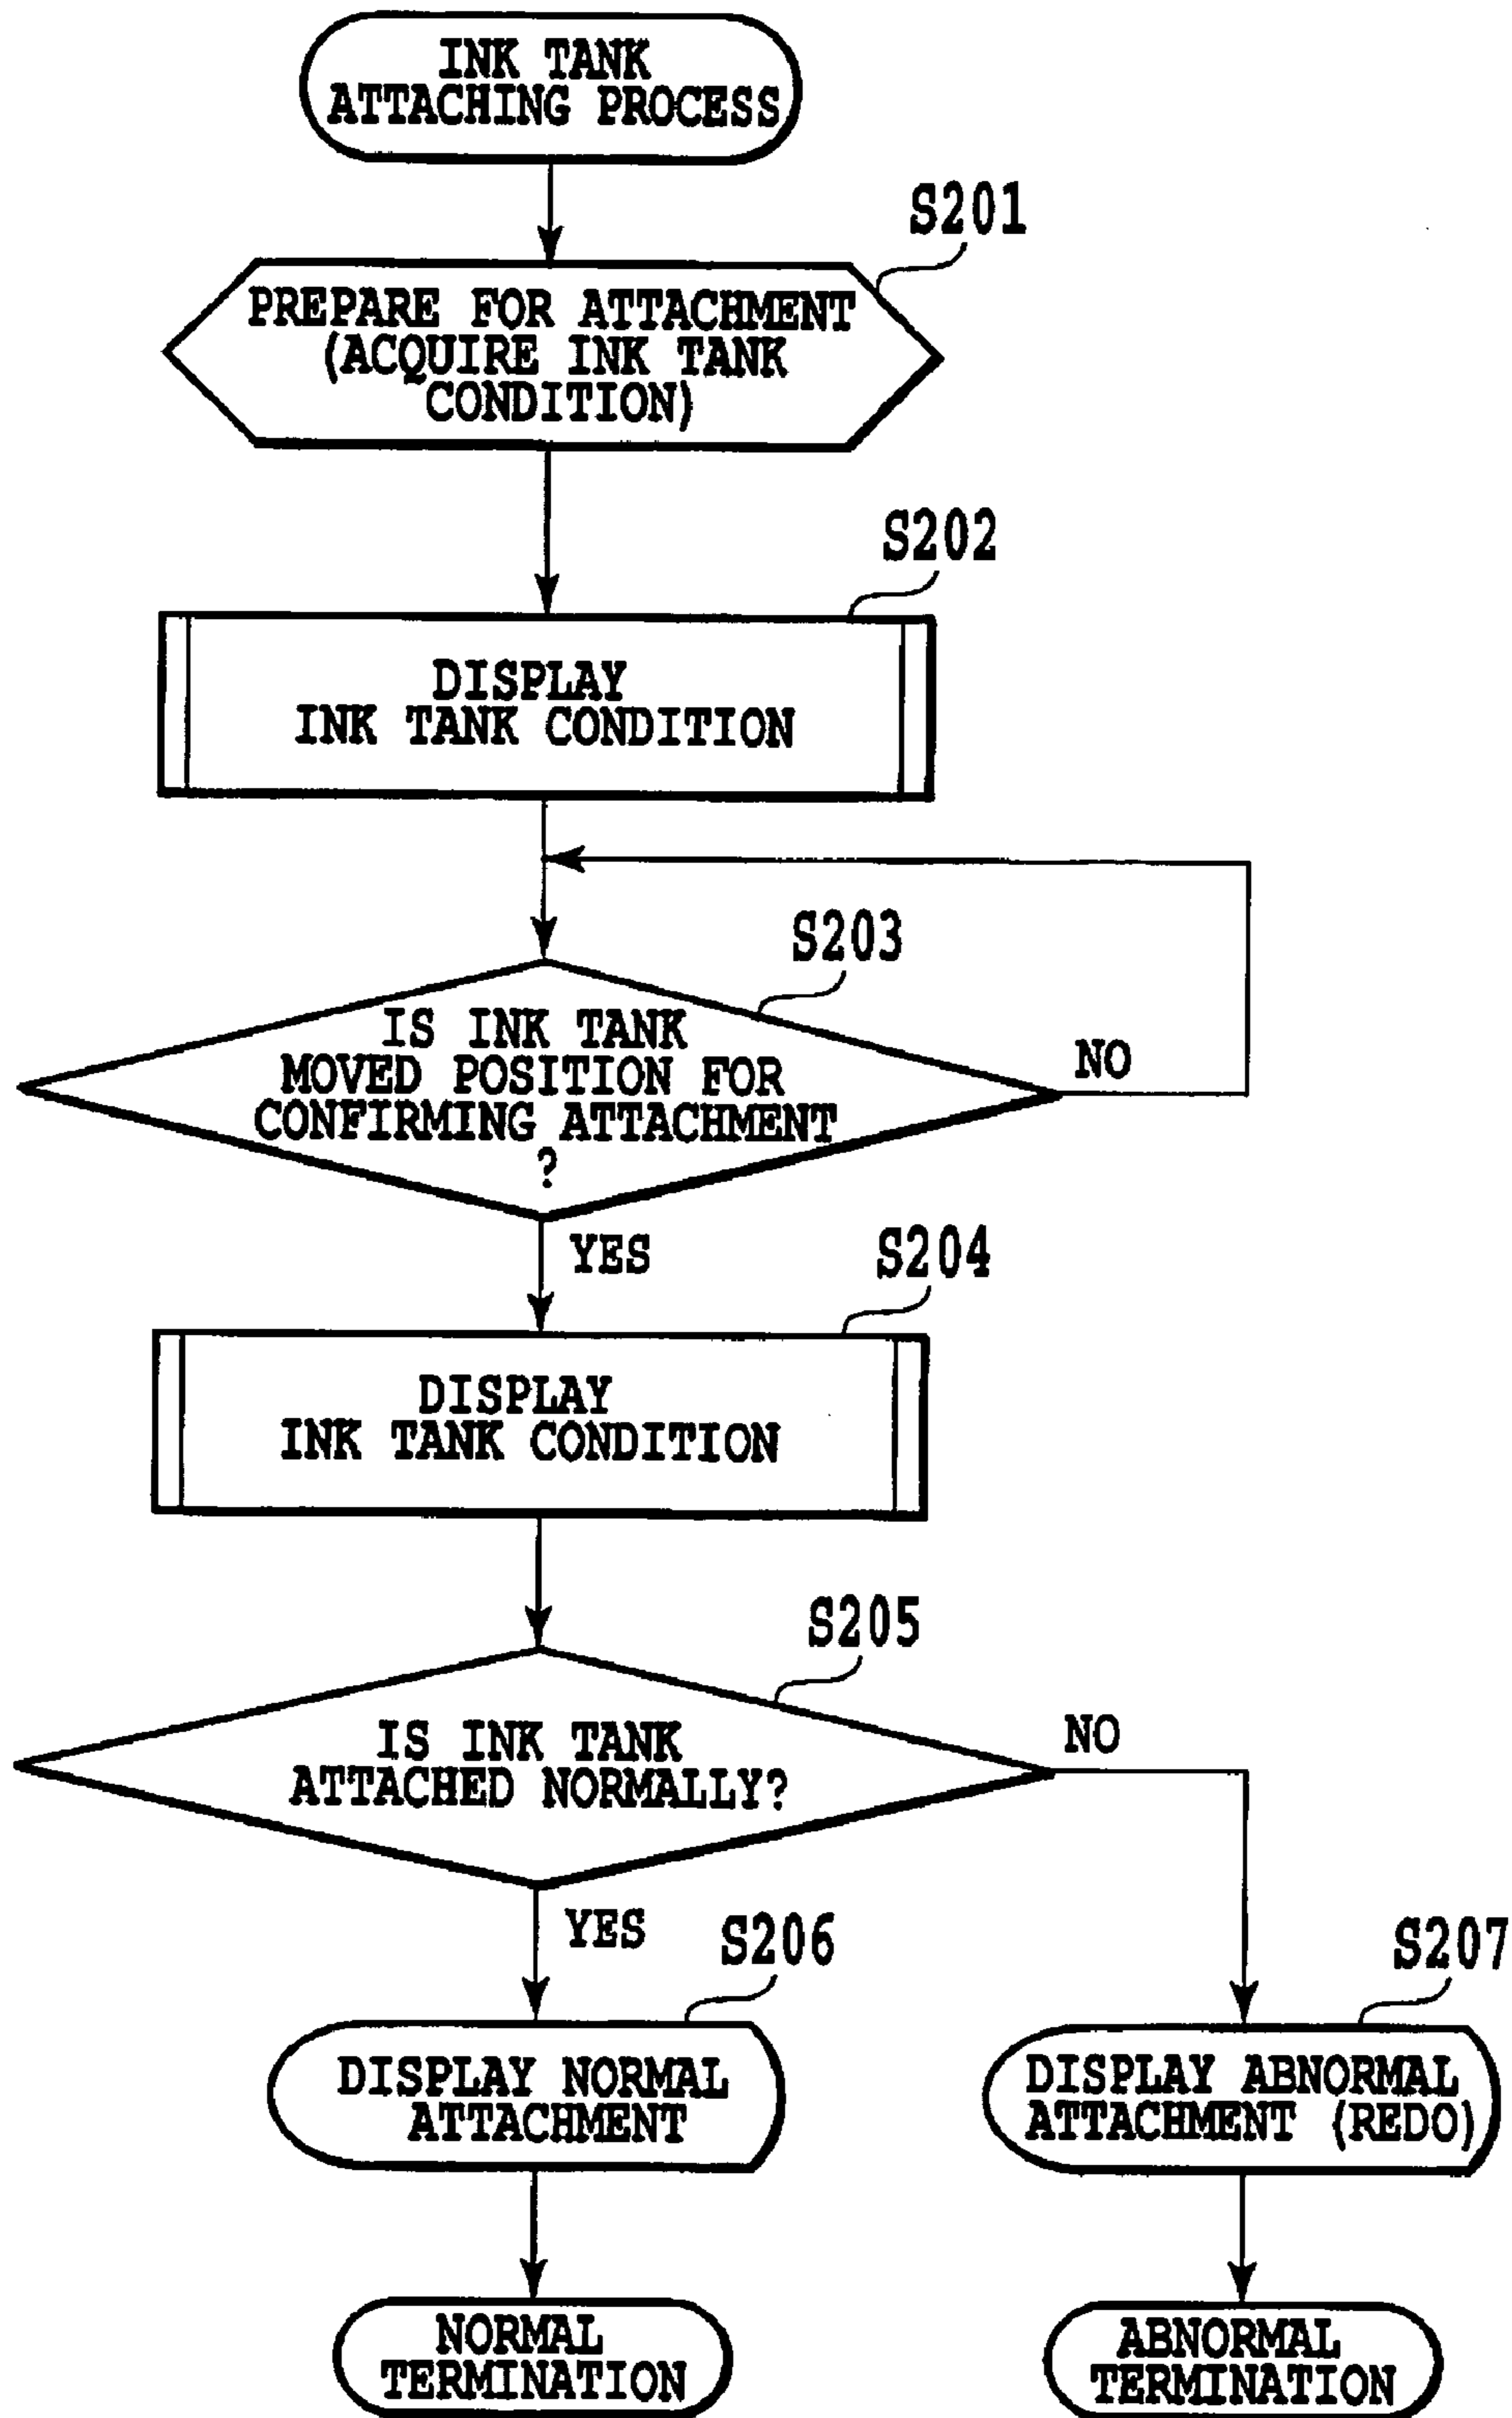 INK TANK
ATTACHING PROCESS
S201
PREPARE FOR ATTACHMENT
(ACQUIRE INK TANK
CONDITION)
S202
DISPLAY
INK TANK CONDITION
S203
IS INK TANK
MOVED POSITION FOR
CONFIRMING ATTACHMENT
?
NO
YES
S204
DISPLAY
INK TANK CONDITION
S205
IS INK TANK
ATTACHED NORMALLY?
NO
YES
S206
DISPLAY NORMAL
ATTACHMENT
S207
DISPLAY ABNORMAL
ATTACHMENT (REDO)
NORMAL
TERMINATION
ABNORMAL
TERMINATION